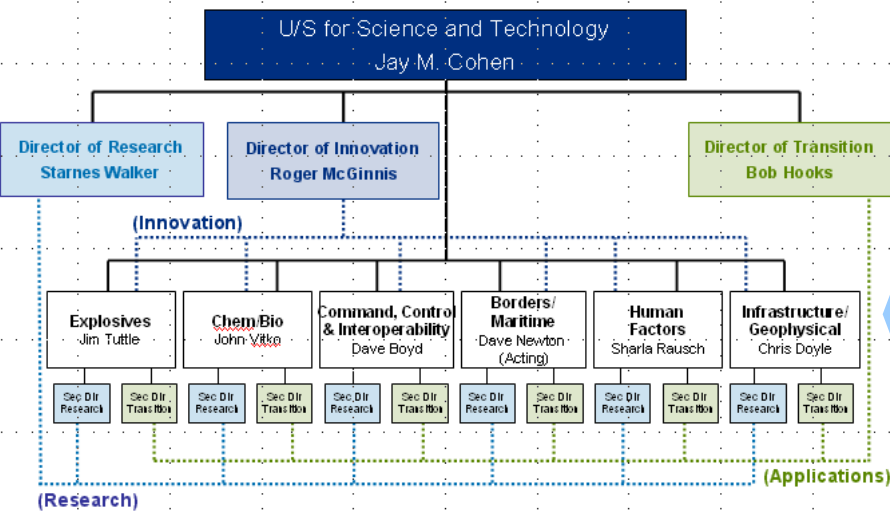 U/S for Science and Technology
Jay M. Cohen
Director of Research
Starnes Walker
Director of Innovation
Roger McGinnis
Director of Transition
Bob Hooks
(Innovation)
Explosives
Jim Tuttle
Chem/Bio
John Vitko
Command, Control
& Interoperability
Dave Boyd
Borders/
Maritime
Dave Newton
(Acting)
Human
Factors
Sharla Rausch
Infrastructure/
Geophysical
Chris Doyle
Sec Dir
Research
Sec Dir
Transition
Sec Dir
Research
Sec Dir
Transition
Sec Dir
Research
Sec Dir
Transition
Sec Dir
Research
Sec Dir
Transition
Sec Dir
Research
Sec Dir
Transition
Sec Dir
Research
Sec Dir
Transition
(Applications)
(Research)